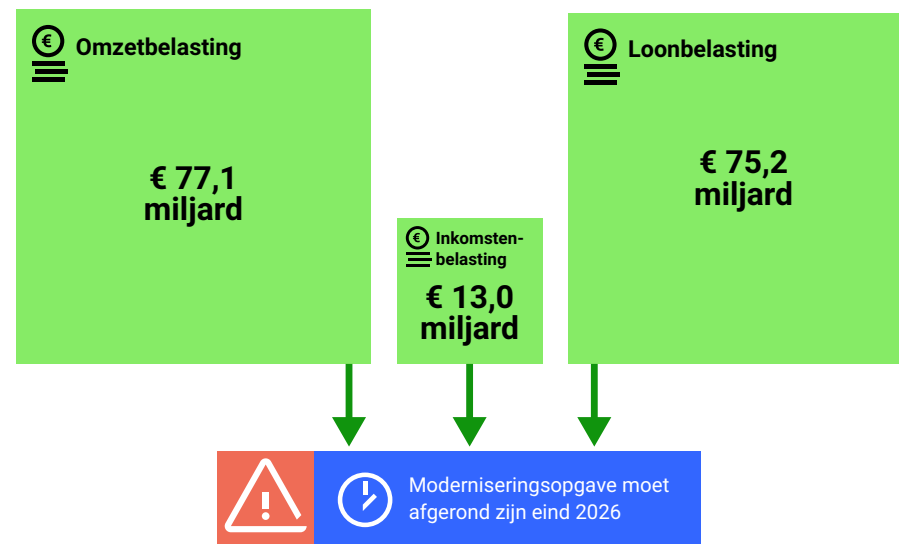 Omzetbelasting
€ 77,1
miljard
Inkomsten-
belasting
€ 13,0
miljard
Loonbelasting
€ 75,2
miljard
Moderniseringsopgave moet
afgerond zijn eind 2026